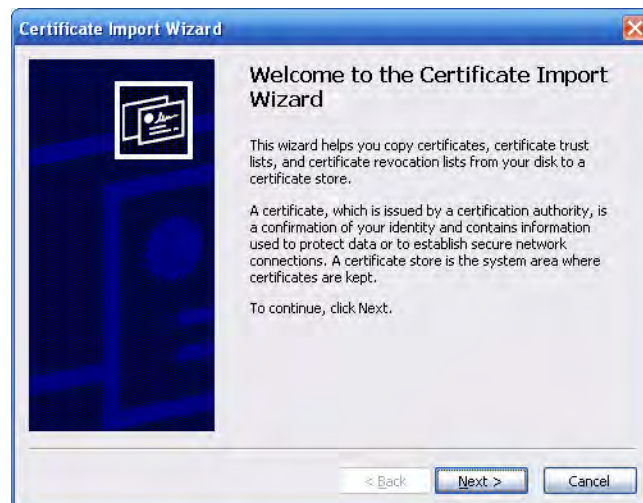 Certificate Import Wizard
Welcome to the Certificate Import
Wizard
This wizard helps you copy certificates, certificate trust
lists, and certificate revocation lists from your disk to a
certificate store.
A certificate, which is issued by a certification authority, is
a confirmation of your identity and contains information
used to protect data or to establish secure network
connections. A certificate store is the system area where
certificates are kept.
To continue, click Next.
< Back
Next >
Cancel